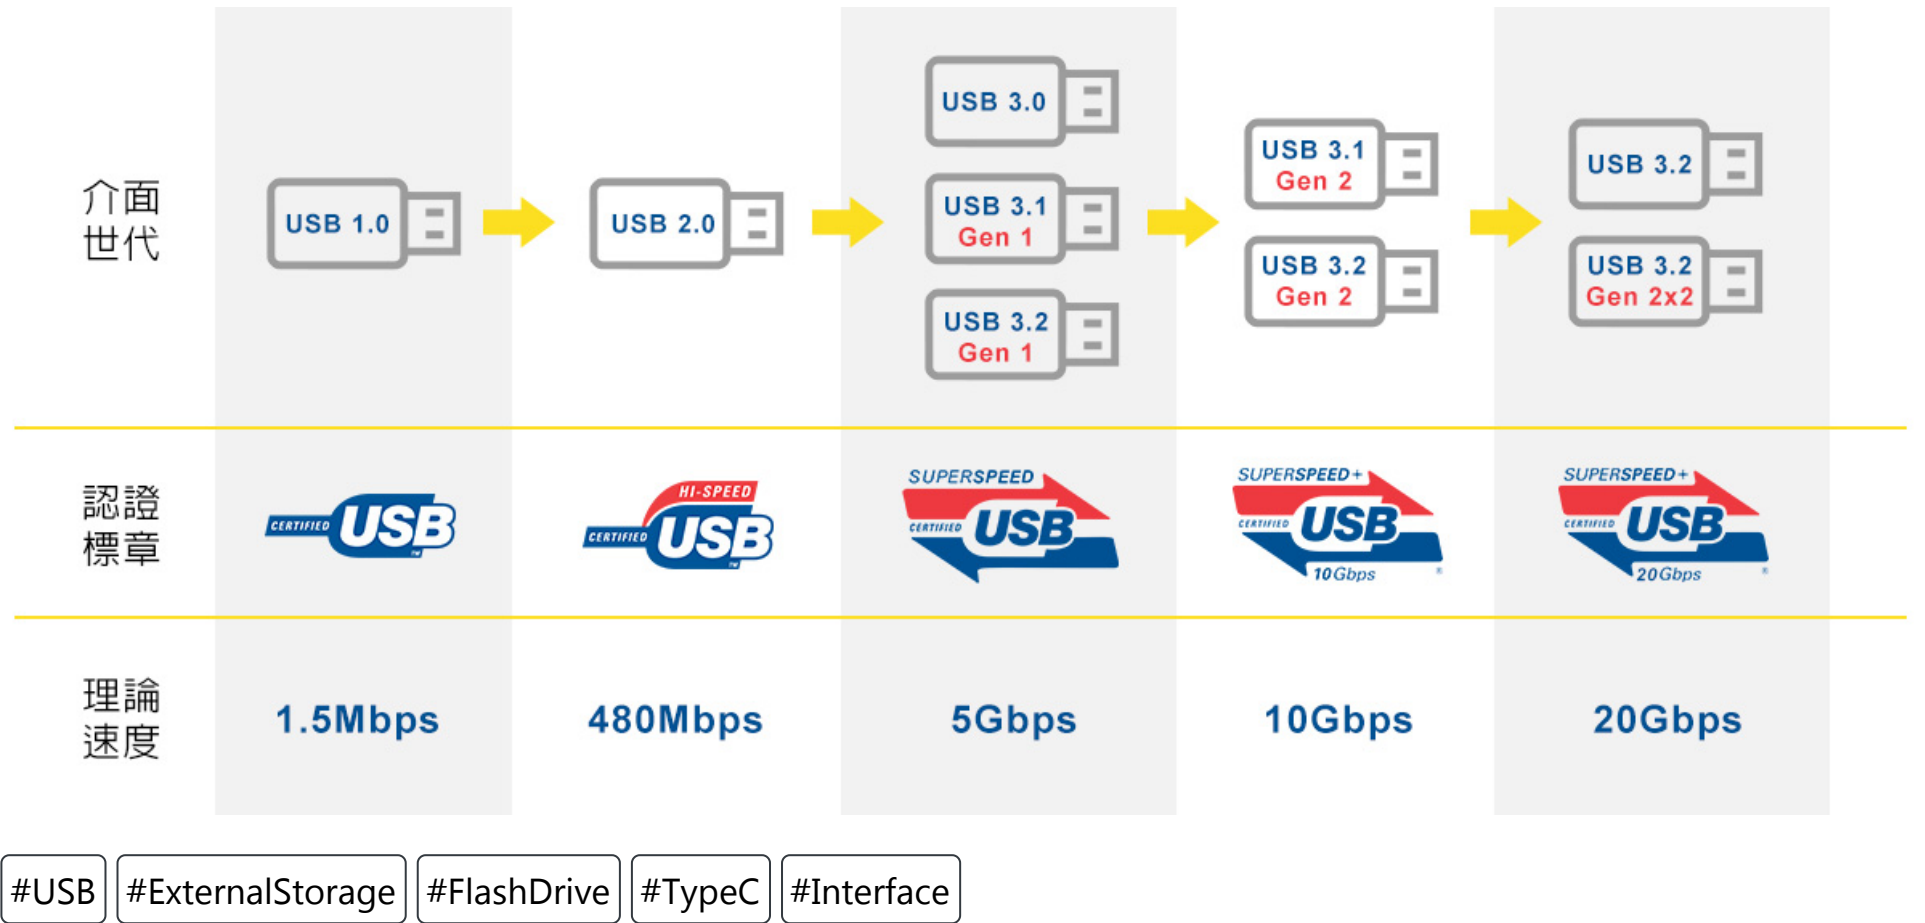 介面
世代
USB 1.0
USB 2.0
USB 3.0
USB 3.1
Gen 1
USB 3.2
Gen 1
USB 3.1
Gen 2
USB 3.2
Gen 2
USB 3.2
USB 3.2
Gen 2x2
認證
標章
CERTIFIED USB ™
HI-SPEED
CERTIFIED USB ™
SUPERSPEED
CERTIFIED USB
SUPERSPEED+
CERTIFIED USB
10Gbps ®
SUPERSPEED+
CERTIFIED USB
20Gbps ®
理論
速度
1.5Mbps
480Mbps
5Gbps
10Gbps
20Gbps
#USB #ExternalStorage #FlashDrive #TypeC #Interface